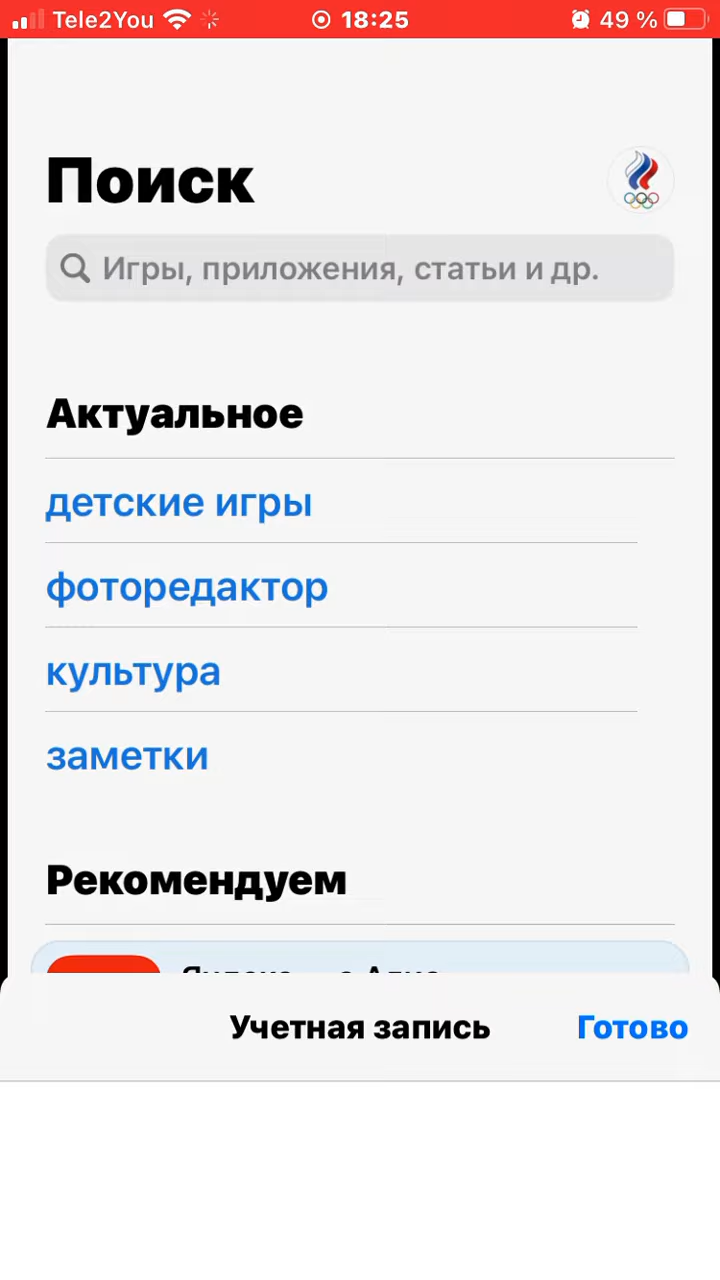 Tele2You 18:25 49 %
Поиск
Игры, приложения, статьи и др.
Актуальное
детские игры
фоторедактор
культура
заметки
Рекомендуем
Учетная запись Готово